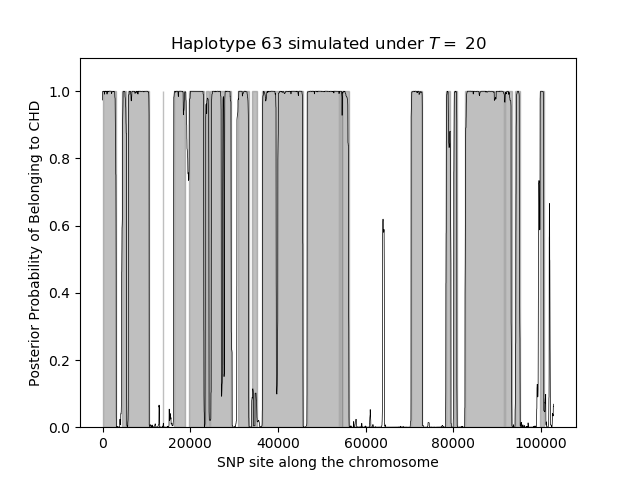 Haplotype 63 simulated under T = 20
Posterior Probability of Belonging to CHD
1.0
0.8
0.6
0.4
0.2
0.0
0 20000 40000 60000 80000 100000
SNP site along the chromosome